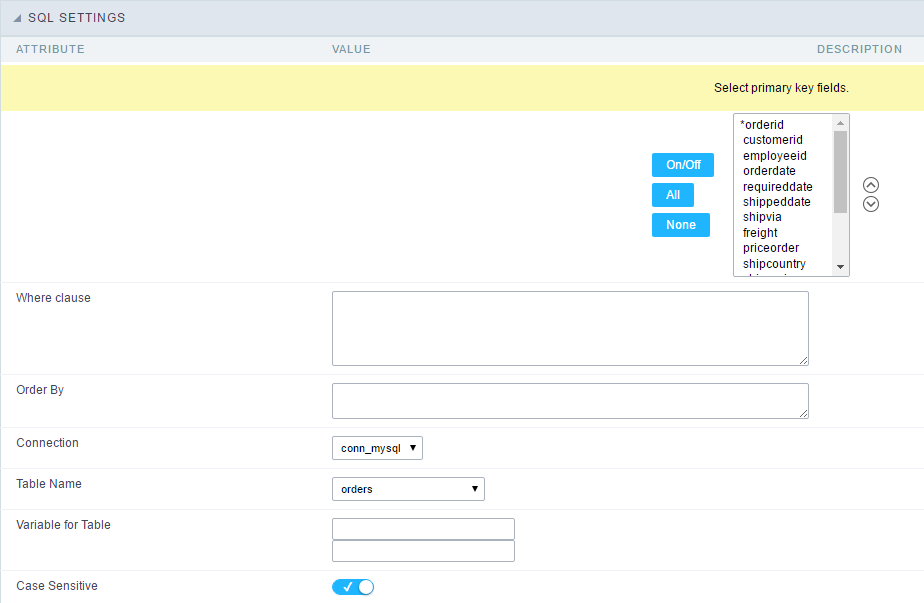 SQL SETTINGS
ATTRIBUTE VALUE DESCRIPTION
Select primary key fields.
On/Off
All
None
*orderid
customerid
employeeid
orderdate
requireddate
shippeddate
shipvia
freight
priceorder
shipcountry
Where clause
Order By
Connection conn_mysql
Table Name orders
Variable for Table
Case Sensitive